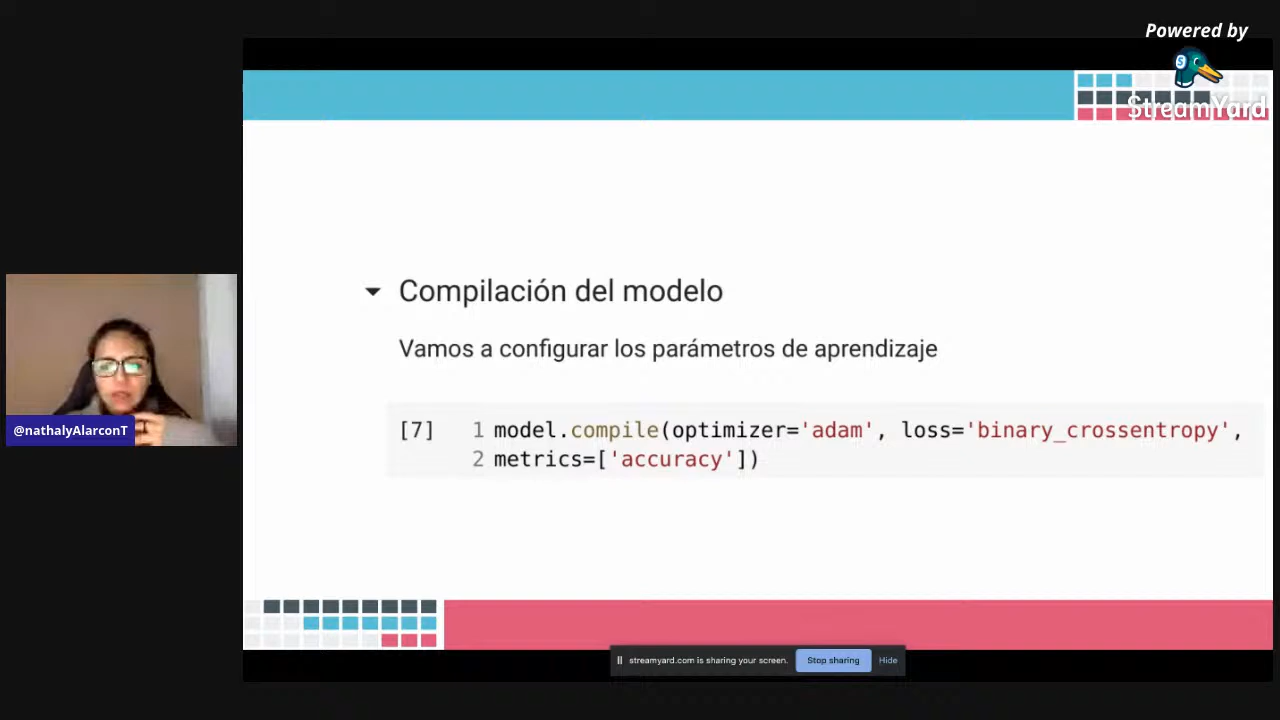 Powered by
StreamYard
Compilación del modelo
Vamos a configurar los parámetros de aprendizaje
[7] 1 model.compile(optimizer='adam', loss='binary_crossentropy',
2 metrics=['accuracy'])
@nathalyAlarconT
streamyard.com is sharing your screen. Stop sharing Hide